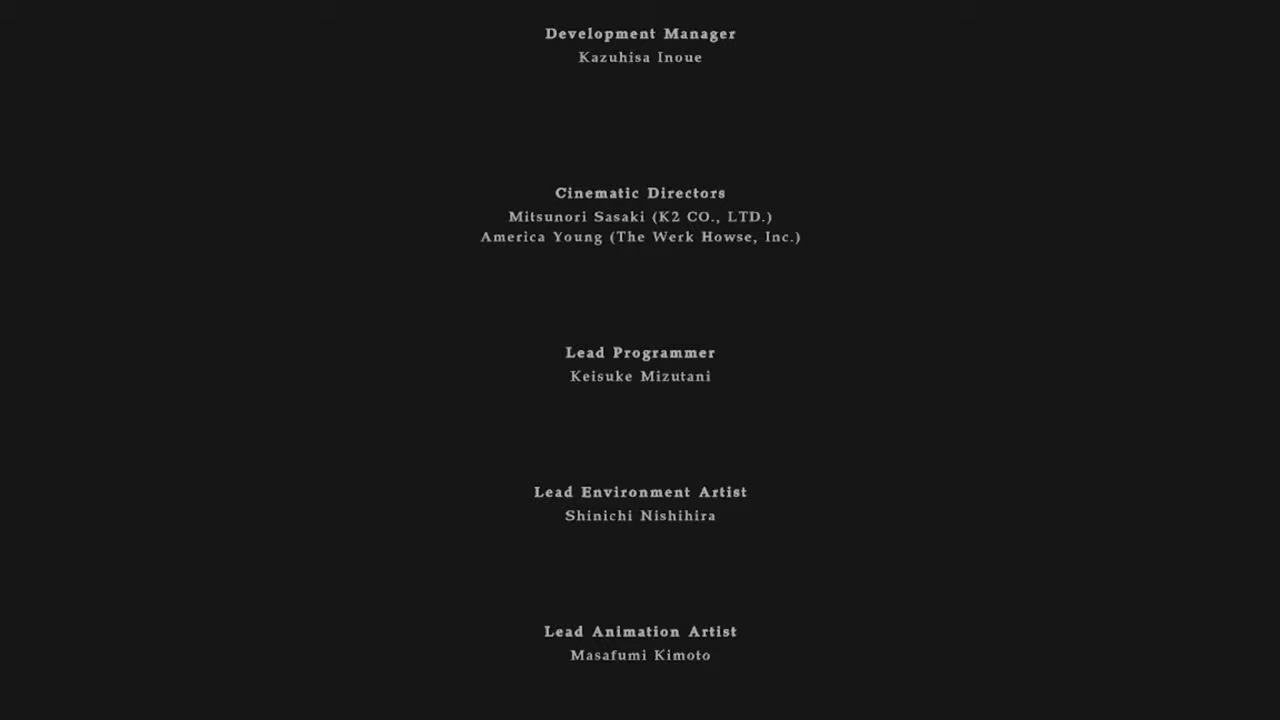 Development Manager
Kazuhisa Inoue
Cinematic Directors
Mitsunori Sasaki (K2 CO., LTD.)
America Young (The Werk Howse, Inc.)
Lead Programmer
Keisuke Mizutani
Lead Environment Artist
Shinichi Nishihira
Lead Animation Artist
Masafumi Kimoto